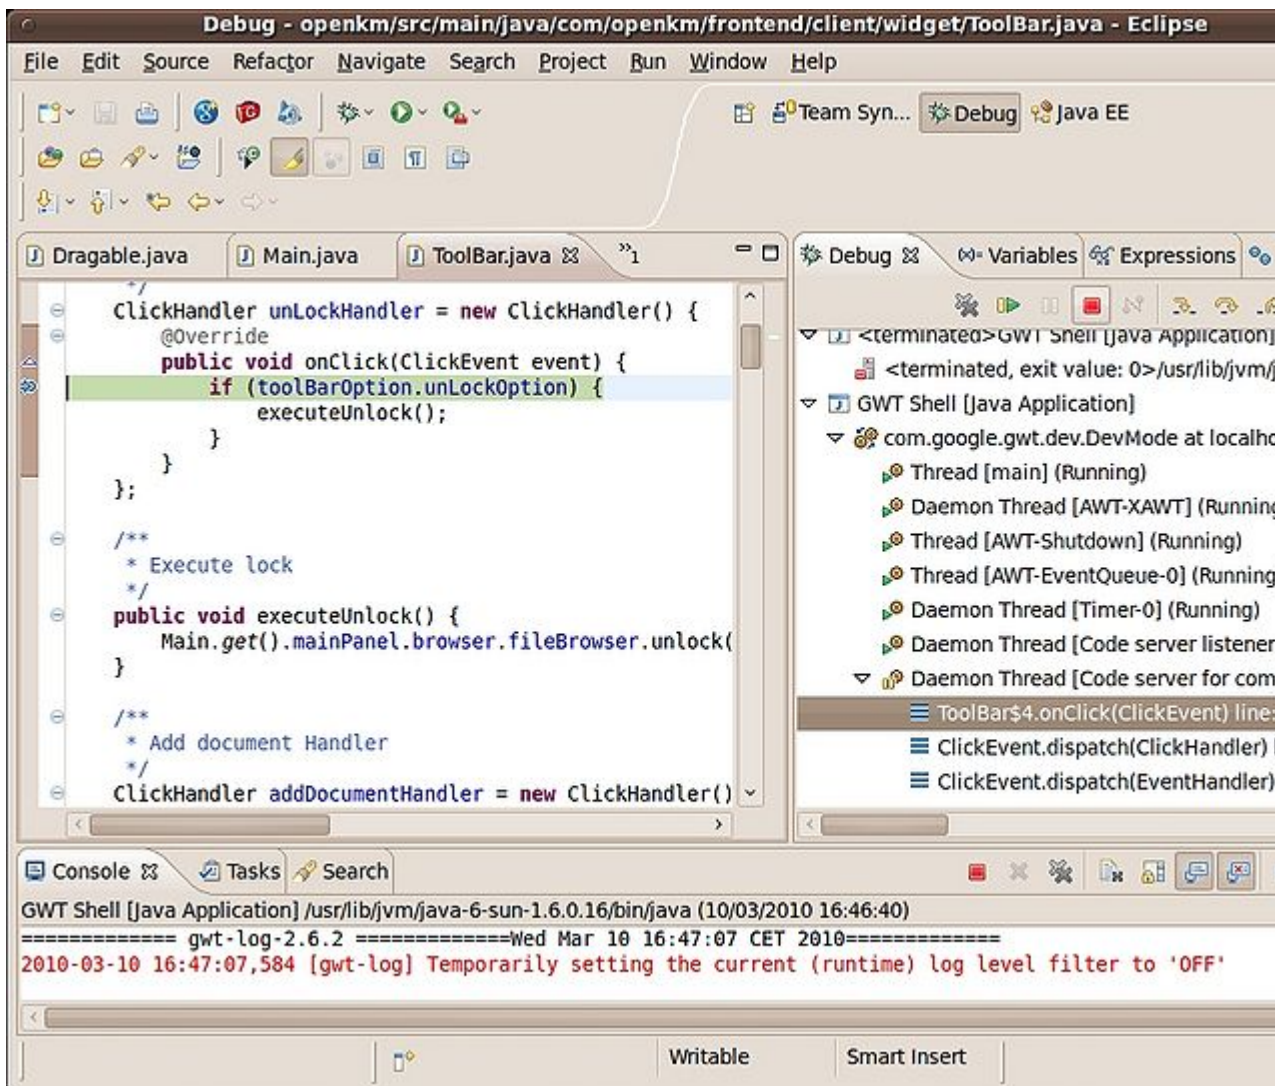 Debug - openkm/src/main/java/com/openkm/frontend/client/widget/ToolBar.java - Eclipse
File Edit Source Refactor Navigate Search Project Run Window Help
Team Syn... Debug Java EE
Dragable.java Main.java ToolBar.java »1
Debug Variables Expressions
*/
ClickHandler unLockHandler = new ClickHandler() {
@Override
public void onClick(ClickEvent event) {
if (toolBarOption.unLockOption) {
executeUnlock();
}
}
};
/**
* Execute lock
*/
public void executeUnlock() {
Main.get().mainPanel.browser.fileBrowser.unlock(
}
/**
* Add document Handler
*/
ClickHandler addDocumentHandler = new ClickHandler()
<terminated>GWT Shell [Java Application]
<terminated, exit value: 0>/usr/lib/jvm/j
GWT Shell [Java Application]
com.google.gwt.dev.DevMode at localho
Thread [main] (Running)
Daemon Thread [AWT-XAWT] (Running
Thread [AWT-Shutdown] (Running)
Thread [AWT-EventQueue-0] (Running
Daemon Thread [Timer-0] (Running)
Daemon Thread [Code server listener
Daemon Thread [Code server for com
ToolBar$4.onClick(ClickEvent) line:
ClickEvent.dispatch(ClickHandler)
ClickEvent.dispatch(EventHandler)
Console Tasks Search
GWT Shell [Java Application] /usr/lib/jvm/java-6-sun-1.6.0.16/bin/java (10/03/2010 16:46:40)
============= gwt-log-2.6.2 =============Wed Mar 10 16:47:07 CET 2010=============
2010-03-10 16:47:07,584 [gwt-log] Temporarily setting the current (runtime) log level filter to 'OFF'
Writable Smart Insert